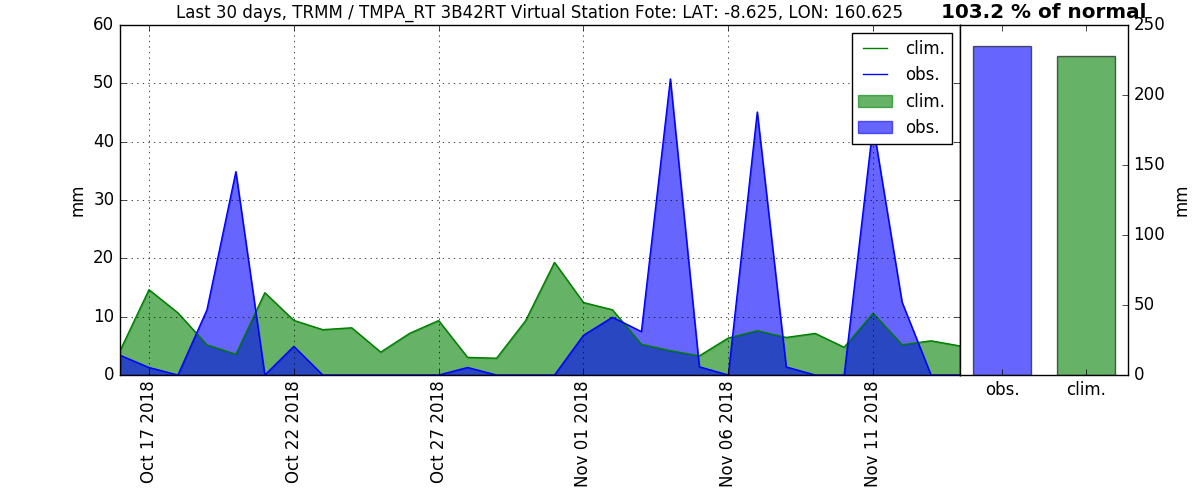 Last 30 days, TRMM / TMPA_RT 3B42RT Virtual Station Fote: LAT: -8.625, LON: 160.625
103.2 % of normal
60
50
40
30
20
10
0
mm
clim.
obs.
clim.
obs.
250
200
150
100
50
0
mm
Oct 17 2018
Oct 22 2018
Oct 27 2018
Nov 01 2018
Nov 06 2018
Nov 11 2018
obs.
clim.